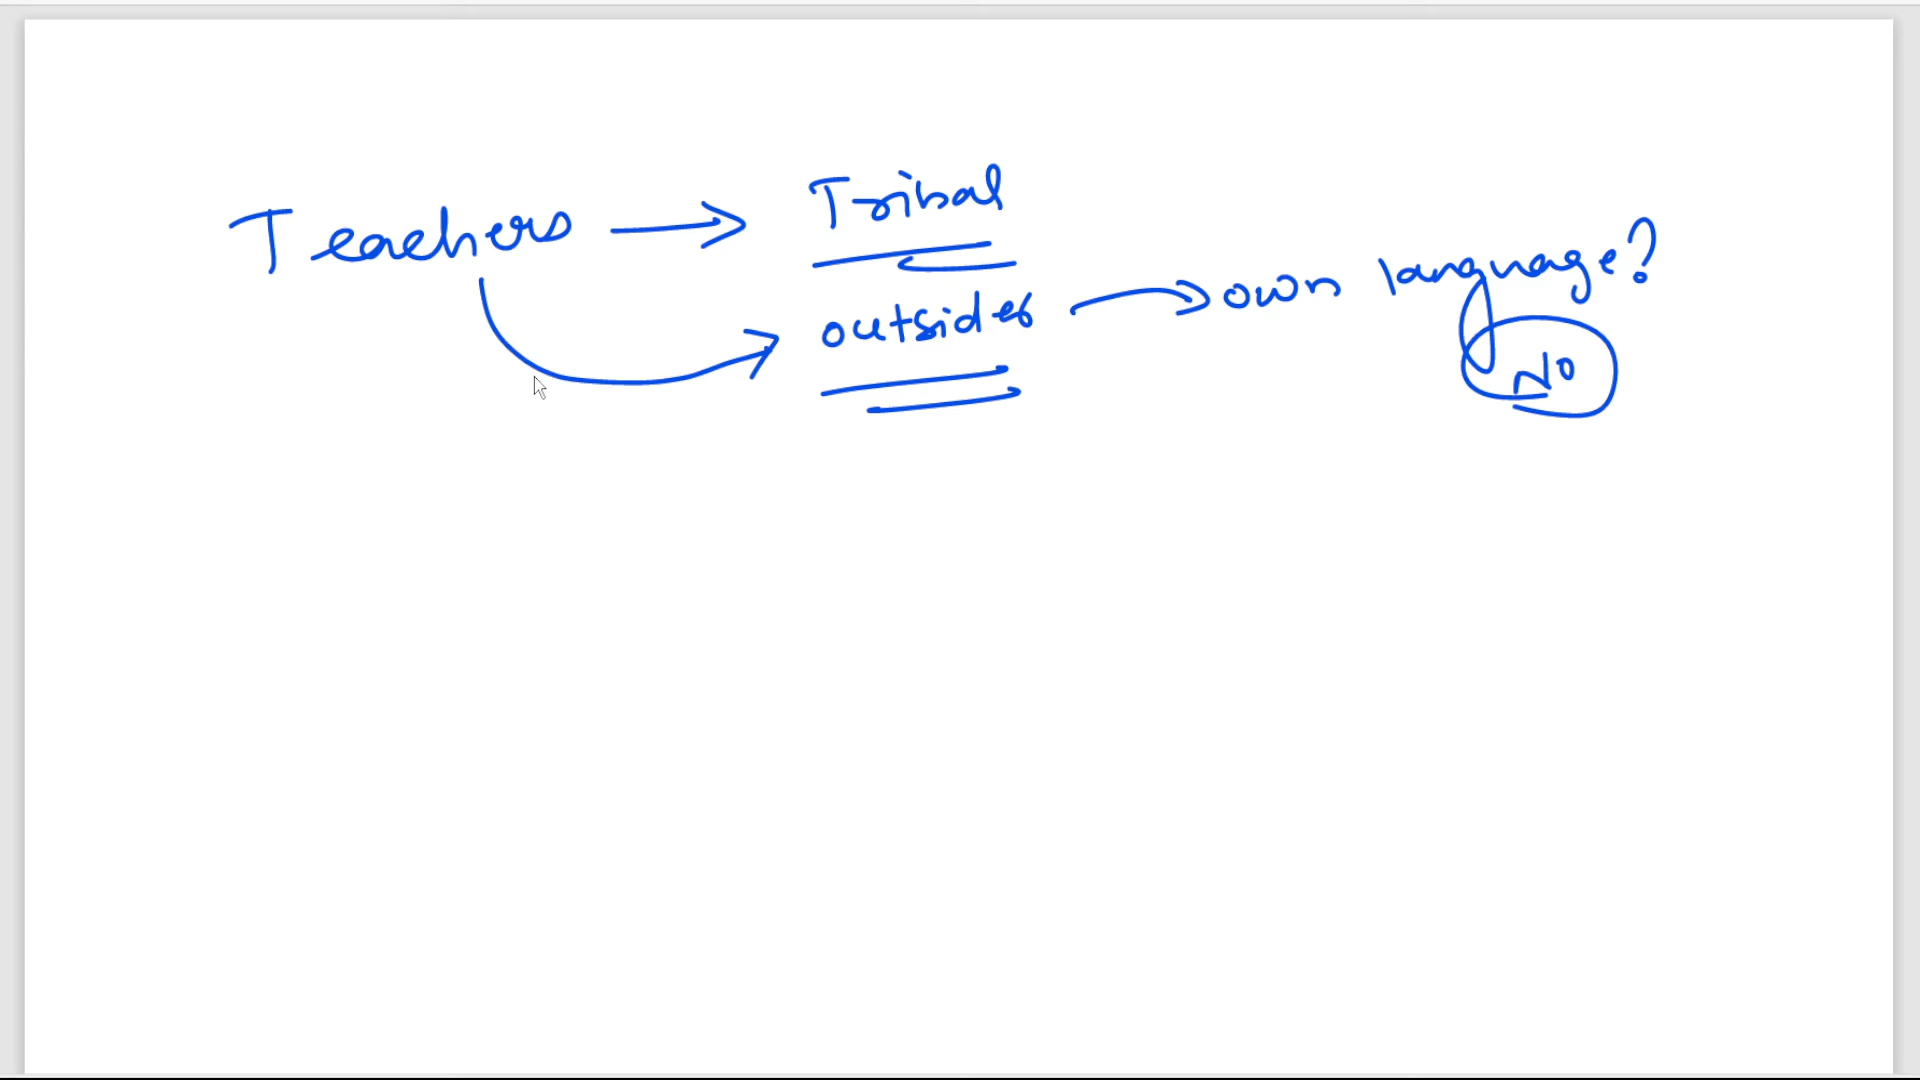 Teachers → Tribal
outsider → own language?
No